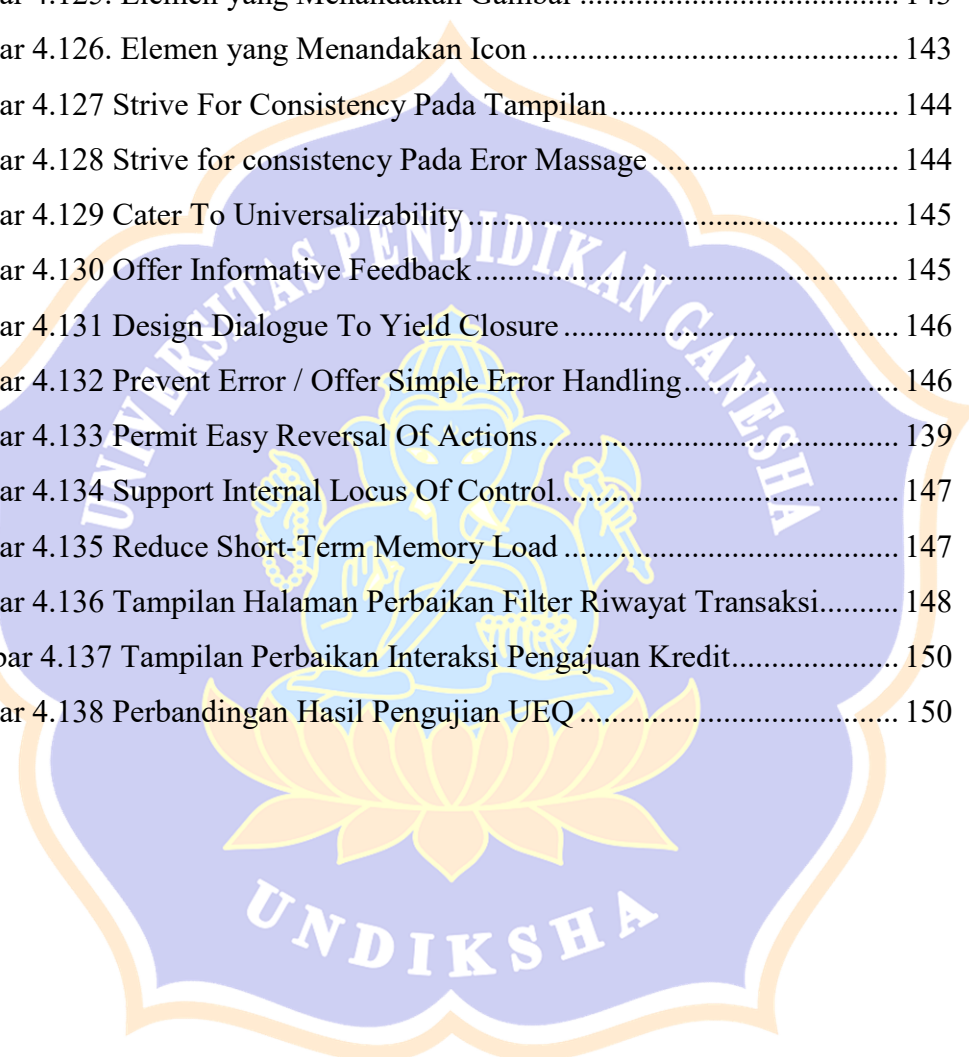 ar 4.125. Elemen yang Menandakan Gambar ........................................ 143
ar 4.126. Elemen yang Menandakan Icon .............................................. 143
ar 4.127 Strive For Consistency Pada Tampilan .................................... 144
ar 4.128 Strive for consistency Pada Eror Massage ............................... 144
ar 4.129 Cater To Universalizability ...................................................... 145
ar 4.130 Offer Informative Feedback ..................................................... 145
ar 4.131 Design Dialogue To Yield Closure .......................................... 146
ar 4.132 Prevent Error / Offer Simple Error Handling ........................... 146
ar 4.133 Permit Easy Reversal Of Actions ............................................. 139
ar 4.134 Support Internal Locus Of Control ........................................... 147
ar 4.135 Reduce Short-Term Memory Load .......................................... 147
ar 4.136 Tampilan Halaman Perbaikan Filter Riwayat Transaksi .......... 148
bar 4.137 Tampilan Perbaikan Interaksi Pengajuan Kredit ..................... 150
ar 4.138 Perbandingan Hasil Pengujian UEQ ........................................ 150
UNIVERSITAS PENDIDIKAN GANESHA
UNDIKSHA